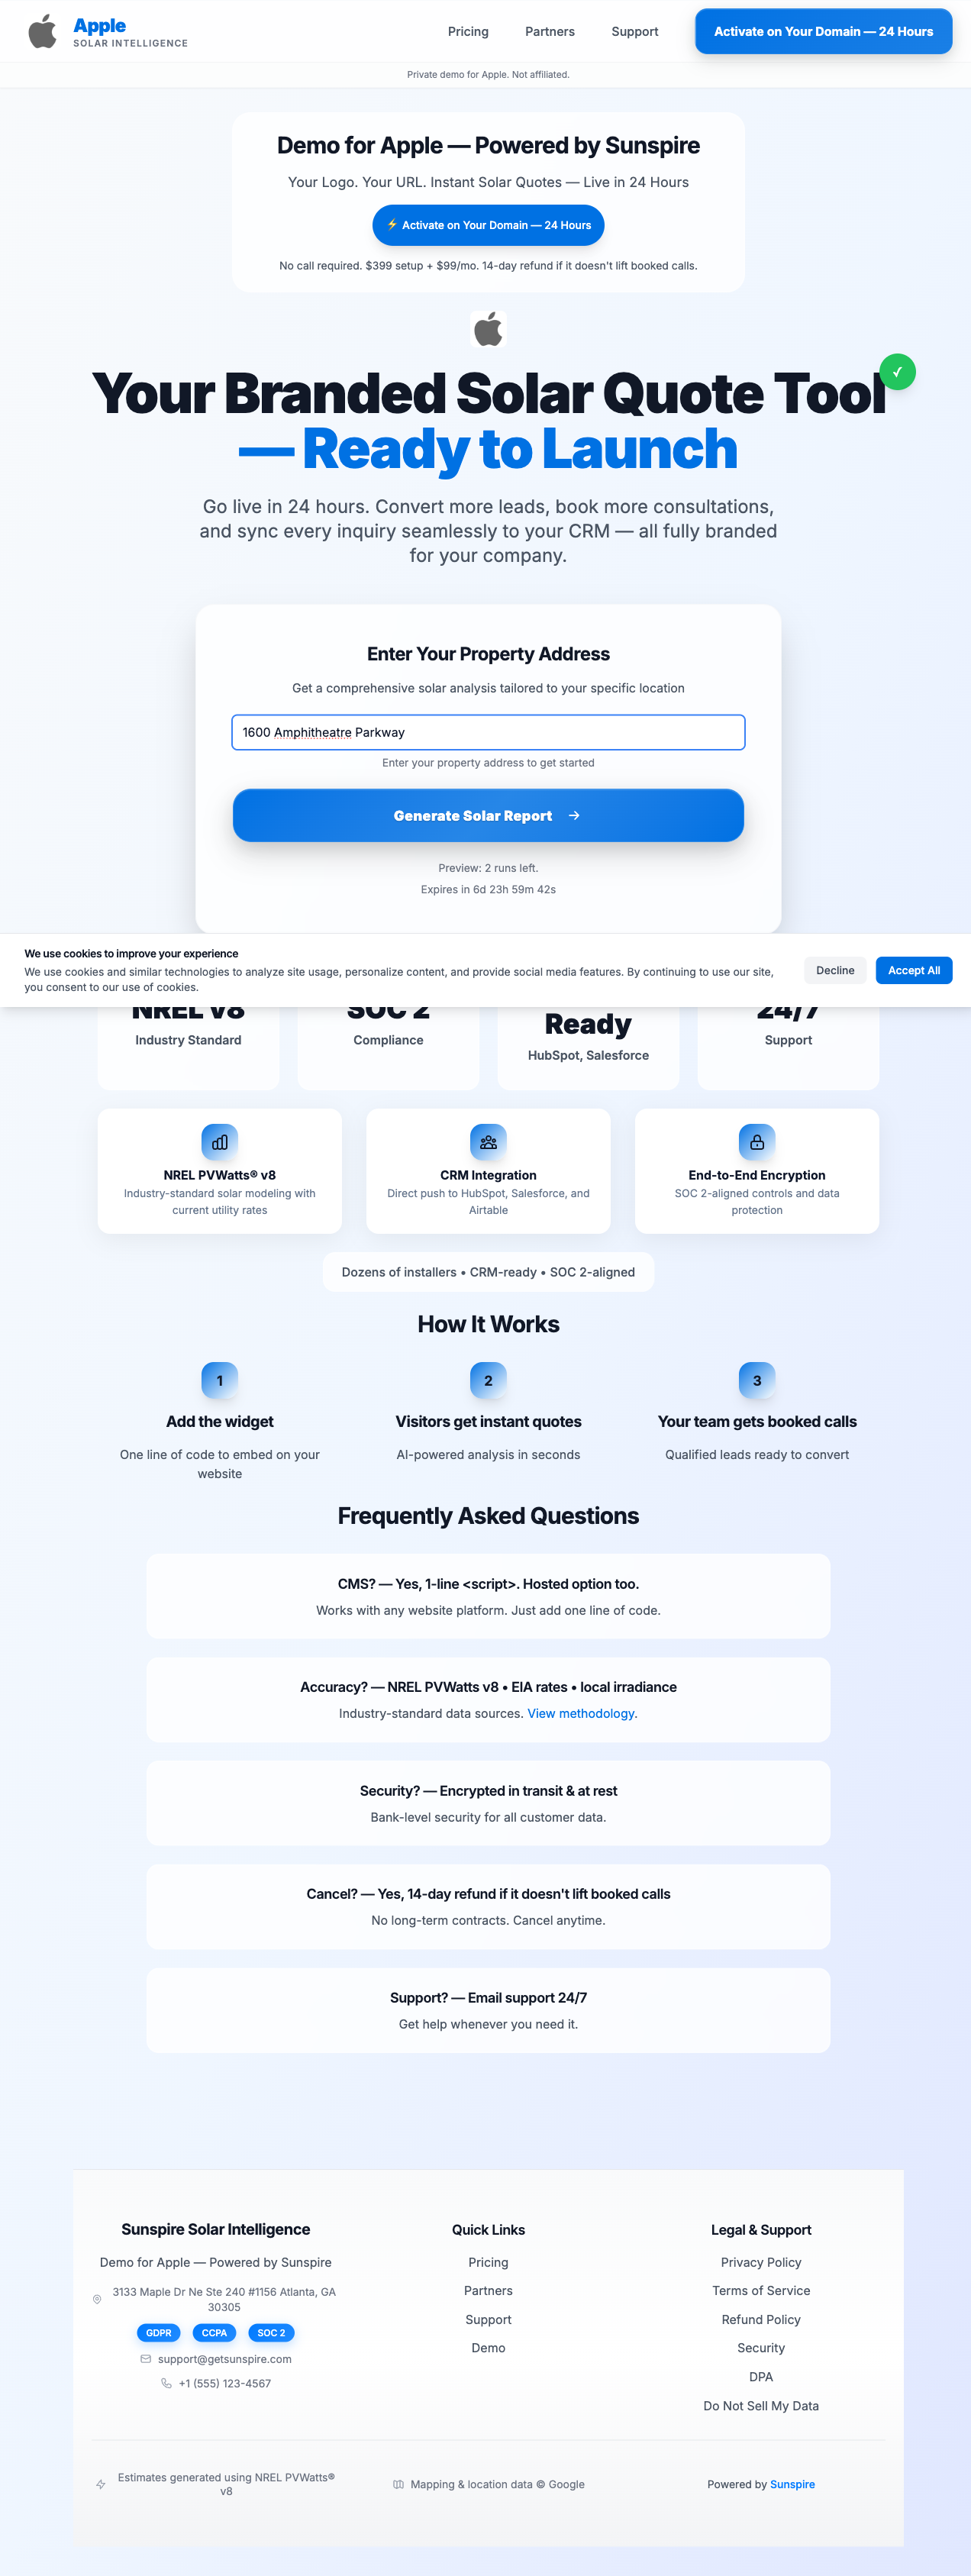 Apple
SOLAR INTELLIGENCE
Pricing
Partners
Support
Activate on Your Domain — 24 Hours
Private demo for Apple. Not affiliated.
Demo for Apple — Powered by Sunspire
Your Logo. Your URL. Instant Solar Quotes — Live in 24 Hours
⚡ Activate on Your Domain — 24 Hours
No call required. $399 setup + $99/mo. 14-day refund if it doesn't lift booked calls.
Your Branded Solar Quote Tool
— Ready to Launch
Go live in 24 hours. Convert more leads, book more consultations,
and sync every inquiry seamlessly to your CRM — all fully branded
for your company.
Enter Your Property Address
Get a comprehensive solar analysis tailored to your specific location
1600 Amphitheatre Parkway
Enter your property address to get started
Generate Solar Report →
Preview: 2 runs left.
Expires in 6d 23h 59m 42s
We use cookies to improve your experience
We use cookies and similar technologies to analyze site usage, personalize content, and provide social media features. By continuing to use our site,
you consent to our use of cookies.
Decline
Accept All
NREL v8
Industry Standard
SOC 2
Compliance
Ready
HubSpot, Salesforce
24/7
Support
NREL PVWatts® v8
Industry-standard solar modeling with
current utility rates
CRM Integration
Direct push to HubSpot, Salesforce, and
Airtable
End-to-End Encryption
SOC 2-aligned controls and data
protection
Dozens of installers • CRM-ready • SOC 2-aligned
How It Works
1
Add the widget
One line of code to embed on your
website
2
Visitors get instant quotes
AI-powered analysis in seconds
3
Your team gets booked calls
Qualified leads ready to convert
Frequently Asked Questions
CMS? — Yes, 1-line <script>. Hosted option too.
Works with any website platform. Just add one line of code.
Accuracy? — NREL PVWatts v8 • EIA rates • local irradiance
Industry-standard data sources. View methodology.
Security? — Encrypted in transit & at rest
Bank-level security for all customer data.
Cancel? — Yes, 14-day refund if it doesn't lift booked calls
No long-term contracts. Cancel anytime.
Support? — Email support 24/7
Get help whenever you need it.
Sunspire Solar Intelligence
Demo for Apple — Powered by Sunspire
3133 Maple Dr Ne Ste 240 #1156 Atlanta, GA
30305
GDPR
CCPA
SOC 2
support@getsunspire.com
+1 (555) 123-4567
Quick Links
Pricing
Partners
Support
Demo
Legal & Support
Privacy Policy
Terms of Service
Refund Policy
Security
DPA
Do Not Sell My Data
Estimates generated using NREL PVWatts®
v8
Mapping & location data © Google
Powered by Sunspire